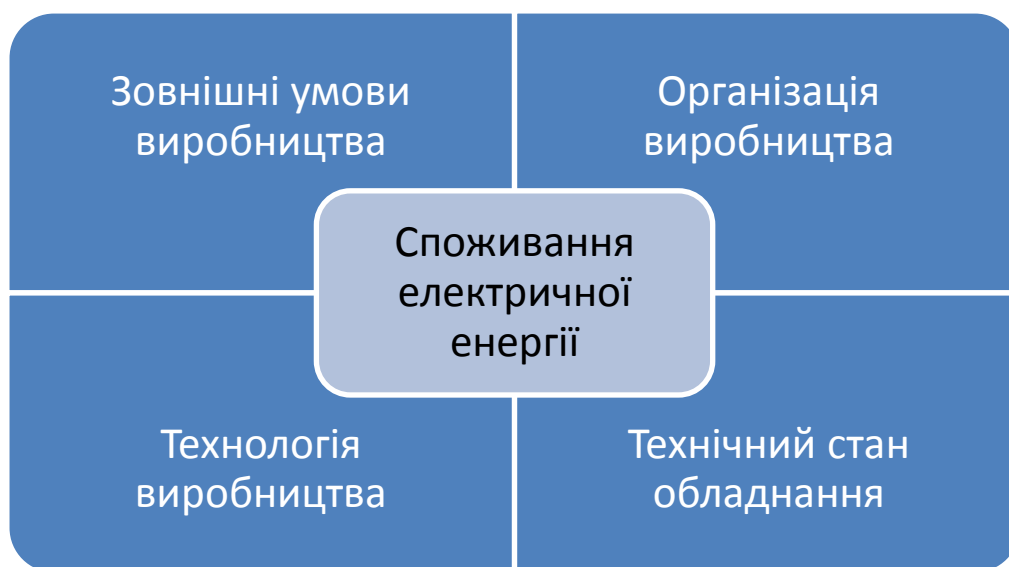 Зовнішні умови
виробництва
Організація
виробництва
Споживання
електричної
енергії
Технологія
виробництва
Технічний стан
обладнання